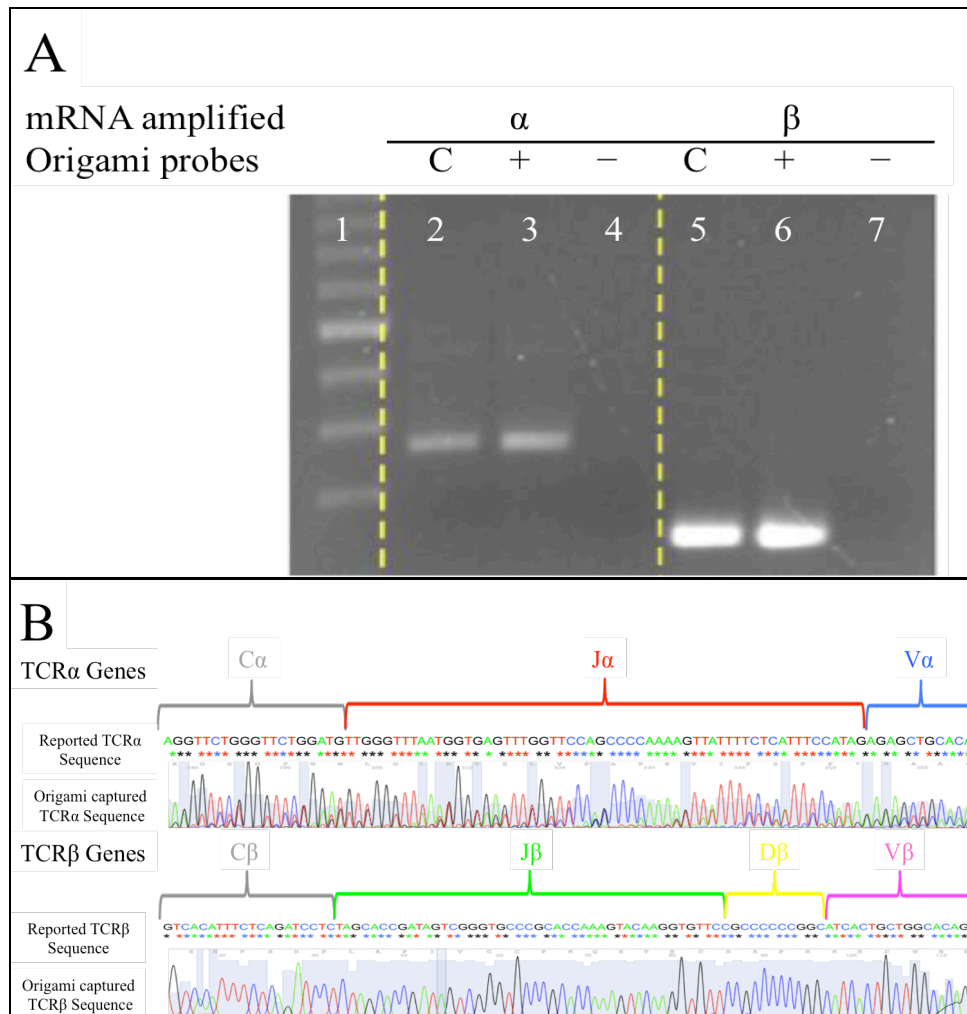 A
mRNA amplified α β
Origami probes C + − C + −
1 2 3 4 5 6 7
B
TCRα Genes Cα Jα Vα
Reported TCRα Sequence AGGTTCTGGGTTCTGGATGTTGGGTTTAATGGTGAGTTTGGTTCCAGCCCCAAAAGTTATTTTCTCATTTCCATAGAGAGCTGCACA
Origami captured TCRα Sequence
TCRβ Genes Cβ Jβ Dβ Vβ
Reported TCRβ Sequence GTCACATTTCTCAGATCCTCTAGCACCGATAGTCGGGTGCCCGCACCAAAGTACAAGGTGTTCCGCCCCCCGGCATCACTGCTGGCACAG
Origami captured TCRβ Sequence